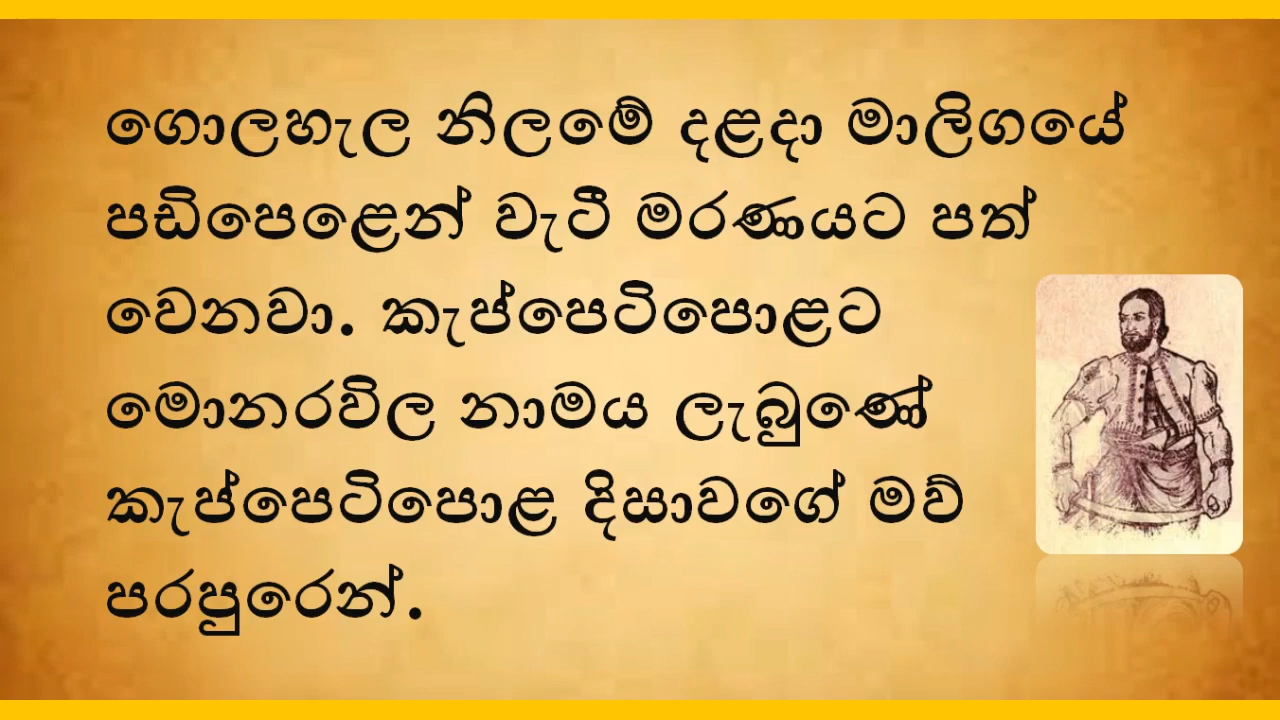 ගොලහැල නිලමේ දළදා මාලිගයේ
පඩිපෙළෙන් වැටී මරණයට පත්
වෙනවා. කැප්පෙටිපොළට
මොනරවිල නාමය ලැබුණේ
කැප්පෙටිපොළ දිසාවගේ මව්
පරපුරෙන්.